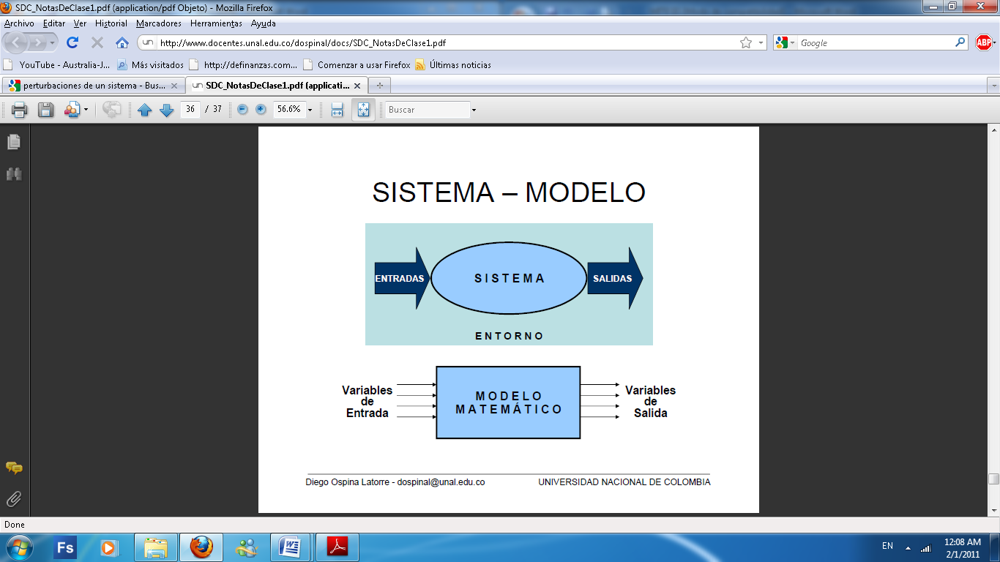 SDC_NotasDeClase1.pdf (application/pdf Objeto) - Mozilla Firefox
Archivo Editar Ver Historial Marcadores Herramientas Ayuda
http://www.docentes.unal.edu.co/dospinal/docs/SDC_NotasDeClase1.pdf
Google
ABP
YouTube - Australia-J... Más visitados http://definanzas.com... Comenzar a usar Firefox Últimas noticias
perturbaciones de un sistema - Bus... SDC_NotasDeClase1.pdf (applicati...
36 / 37 56.6% Buscar
SISTEMA – MODELO
ENTRADAS
SISTEMA
SALIDAS
ENTORNO
Variables
de
Entrada
MODELO
MATEMÁTICO
Variables
de
Salida
Diego Ospina Latorre - dospinal@unal.edu.co
UNIVERSIDAD NACIONAL DE COLOMBIA
Done
Fs
EN
12:08 AM
2/1/2011